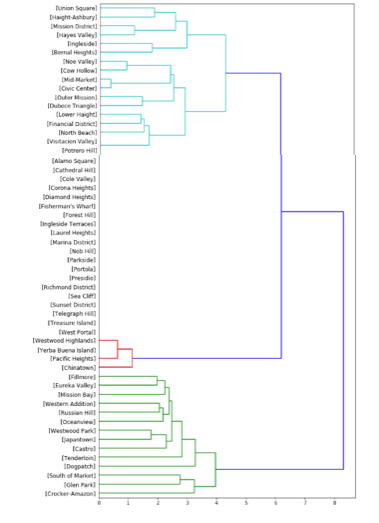 [Union Square]
[Haight-Ashbury]
[Mission District]
[Hayes Valley]
[Ingleside]
[Bernal Heights]
[Noe Valley]
[Cow Hollow]
[Mid-Market]
[Civic Center]
[Outer Mission]
[Duboce Triangle]
[Lower Haight]
[Financial District]
[North Beach]
[Visitacion Valley]
[Potrero Hill]
[Alamo Square]
[Cathedral Hill]
[Cole Valley]
[Corona Heights]
[Diamond Heights]
[Fisherman's Wharf]
[Forest Hill]
[Ingleside Terraces]
[Laurel Heights]
[Marina District]
[Nob Hill]
[Parkside]
[Portola]
[Presidio]
[Richmond District]
[Sea Cliff]
[Sunset District]
[Telegraph Hill]
[Treasure Island]
[West Portal]
[Westwood Highlands]
[Yerba Buena Island]
[Pacific Heights]
[Chinatown]
[Fillmore]
[Eureka Valley]
[Mission Bay]
[Western Addition]
[Russian Hill]
[Oceanview]
[Westwood Park]
[Japantown]
[Castro]
[Tenderloin]
[Dogpatch]
[South of Market]
[Glen Park]
[Crocker-Amazon]
0 1 2 3 4 5 6 7 8